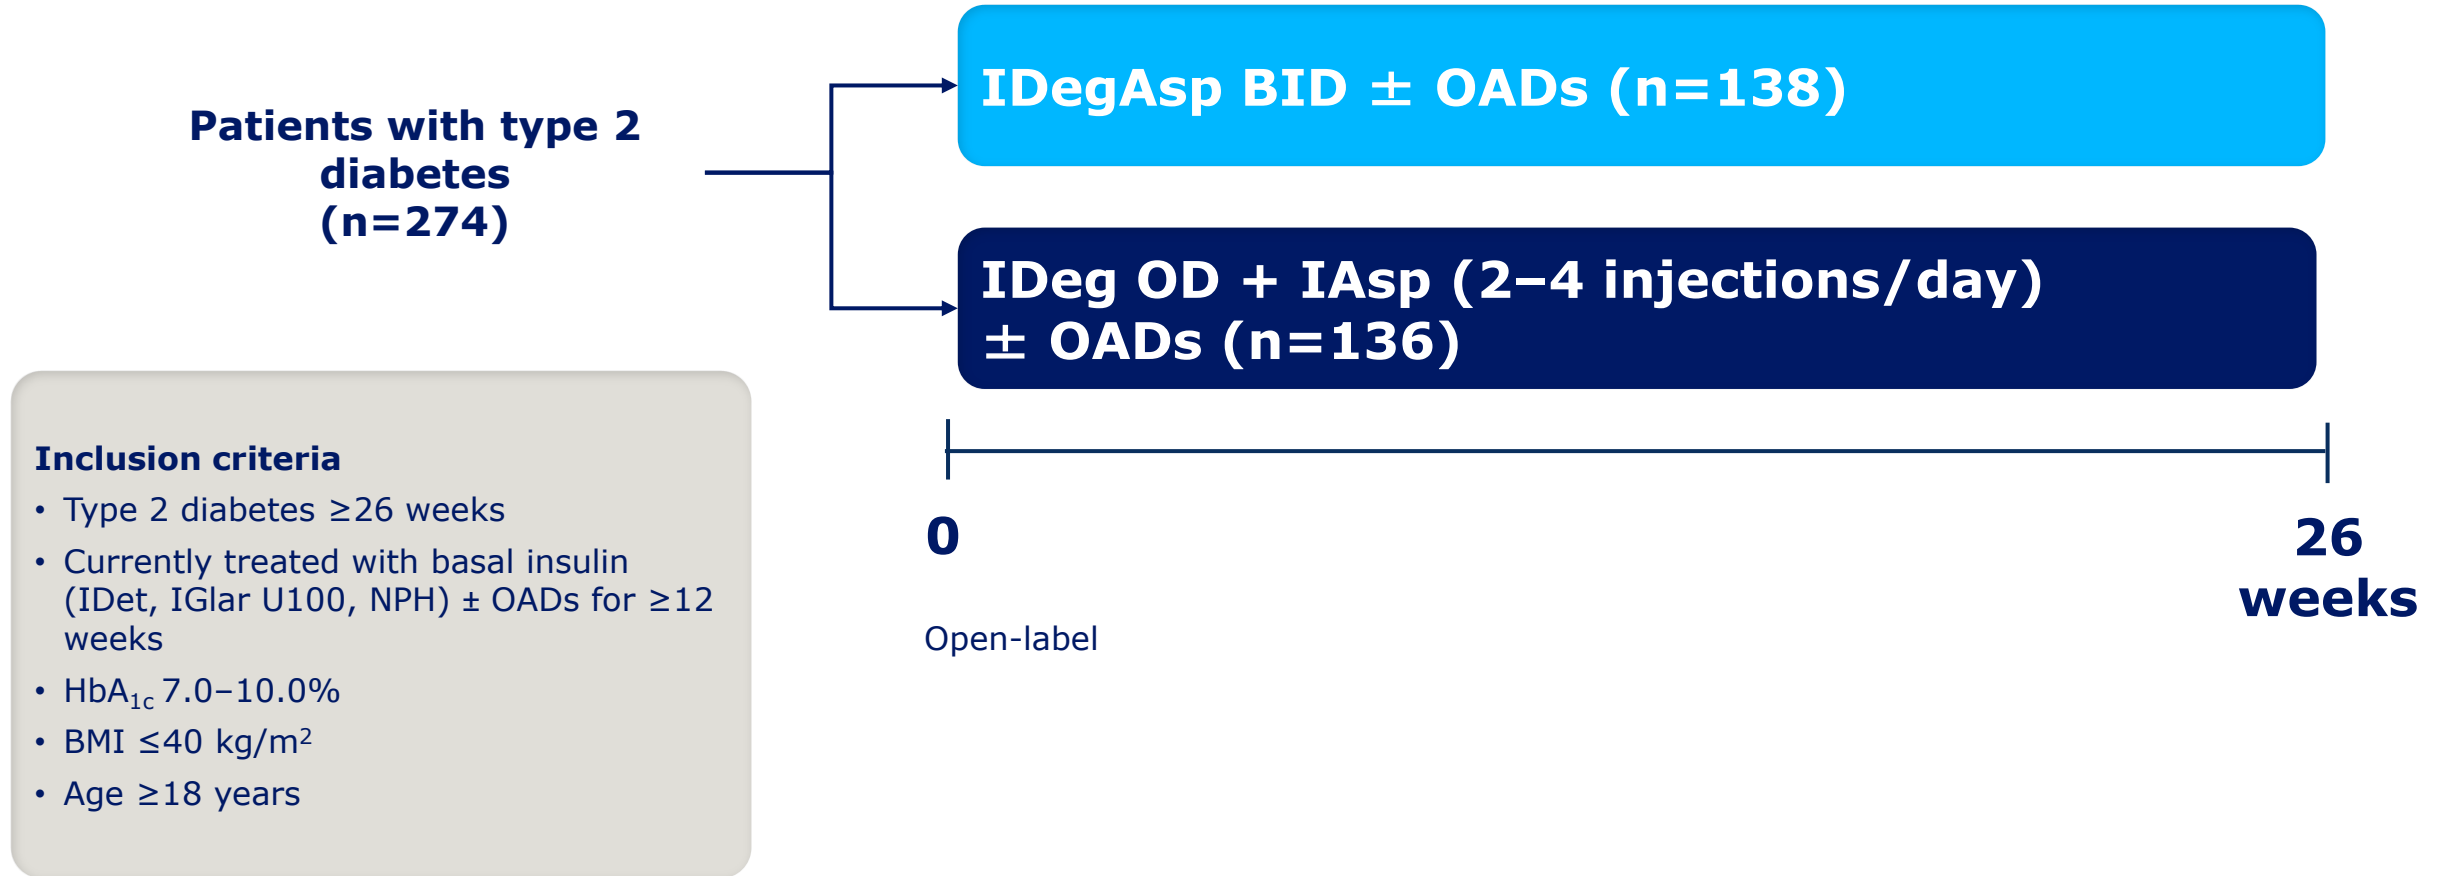 Patients with type 2
diabetes
(n=274)
IDegAsp BID ± OADs (n=138)
IDeg OD + IAsp (2–4 injections/day)
± OADs (n=136)
Inclusion criteria
• Type 2 diabetes ≥26 weeks
• Currently treated with basal insulin
(IDet, IGlar U100, NPH) ± OADs for ≥12
weeks
• HbA1c 7.0–10.0%
• BMI ≤40 kg/m²
• Age ≥18 years
0
26
weeks
Open-label